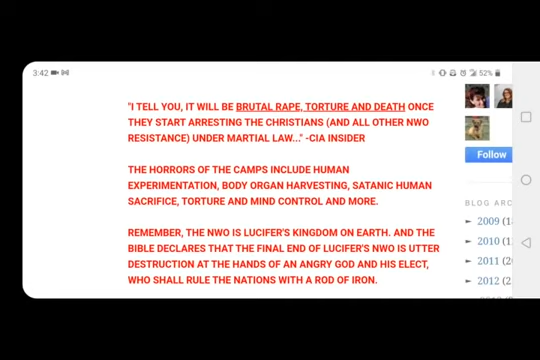 3:42
52%
"I TELL YOU, IT WILL BE BRUTAL RAPE, TORTURE AND DEATH ONCE
THEY START ARRESTING THE CHRISTIANS (AND ALL OTHER NWO
RESISTANCE) UNDER MARTIAL LAW..." -CIA INSIDER
THE HORRORS OF THE CAMPS INCLUDE HUMAN
EXPERIMENTATION, BODY ORGAN HARVESTING, SATANIC HUMAN
SACRIFICE, TORTURE AND MIND CONTROL AND MORE.
REMEMBER, THE NWO IS LUCIFER'S KINGDOM ON EARTH. AND THE
BIBLE DECLARES THAT THE FINAL END OF LUCIFER'S NWO IS UTTER
DESTRUCTION AT THE HANDS OF AN ANGRY GOD AND HIS ELECT,
WHO SHALL RULE THE NATIONS WITH A ROD OF IRON.
Follow
BLOG ARC
► 2009 (1
► 2010 (1
► 2011 (2
► 2012 (